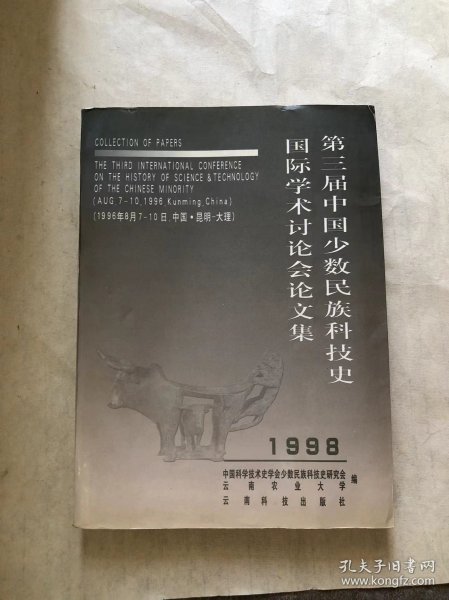 COLLECTION OF PAPERS
THE THIRD INTERNATIONAL CONFERENCE
ON THE HISTORY OF SCIENCE & TECHNOLOGY
OF THE CHINESE MINORITY
(AUG 7-10,1996,Kunming,China)
(1996年8月7-10日,中国·昆明-大理)
第三届中国少数民族科技史
国际学术讨论会论文集
1998
中国科学技术史学会少数民族科技史研究会
云南农业大学
云南科技出版社
编
孔夫子旧书网
www.kongfz.com